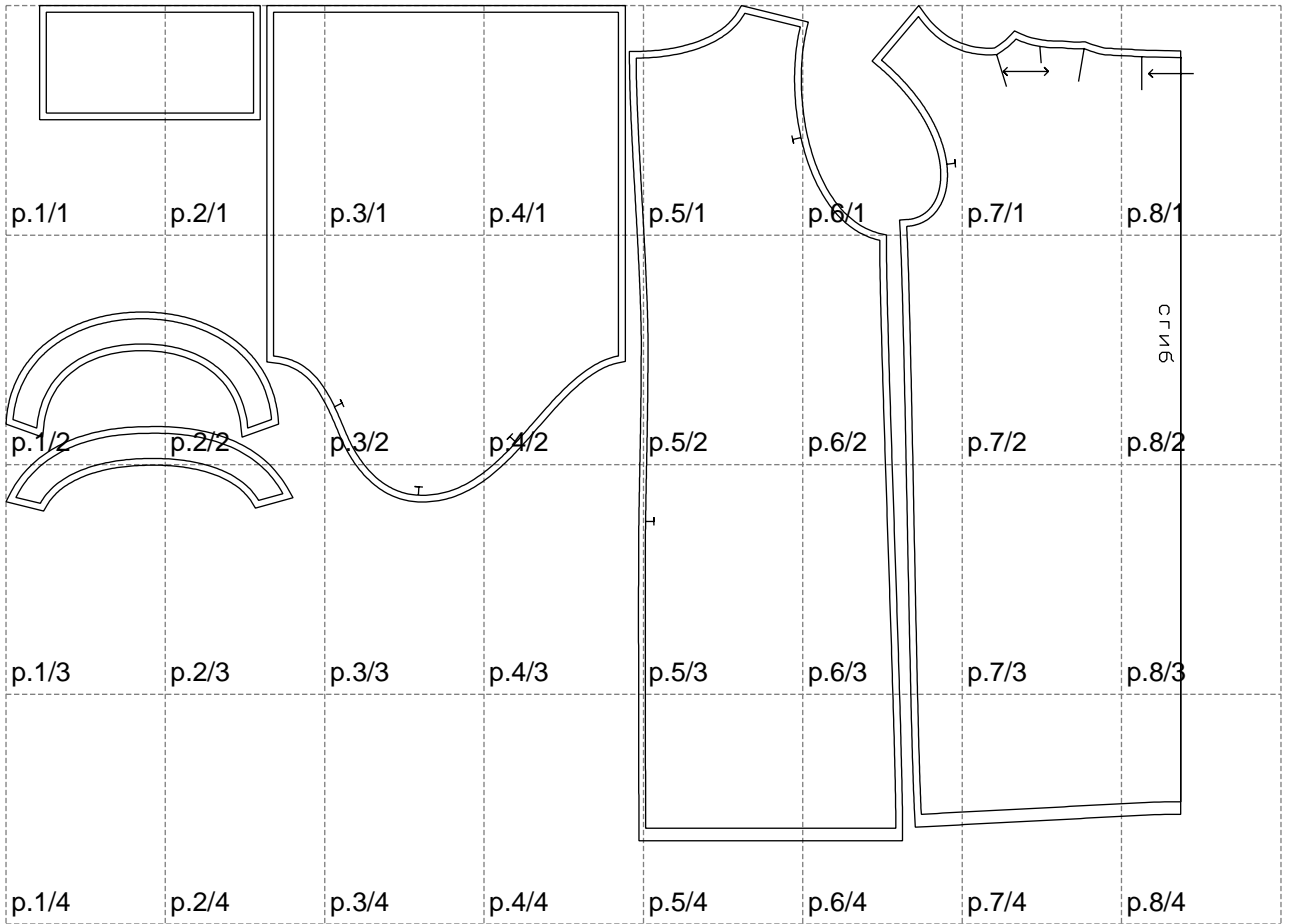 p.1/1 p.2/1 p.3/1 p.4/1 p.5/1 p.6/1 p.7/1 p.8/1
сгиб
p.1/2 p.2/2 p.3/2 p.4/2 p.5/2 p.6/2 p.7/2 p.8/2
p.1/3 p.2/3 p.3/3 p.4/3 p.5/3 p.6/3 p.7/3 p.8/3
p.1/4 p.2/4 p.3/4 p.4/4 p.5/4 p.6/4 p.7/4 p.8/4